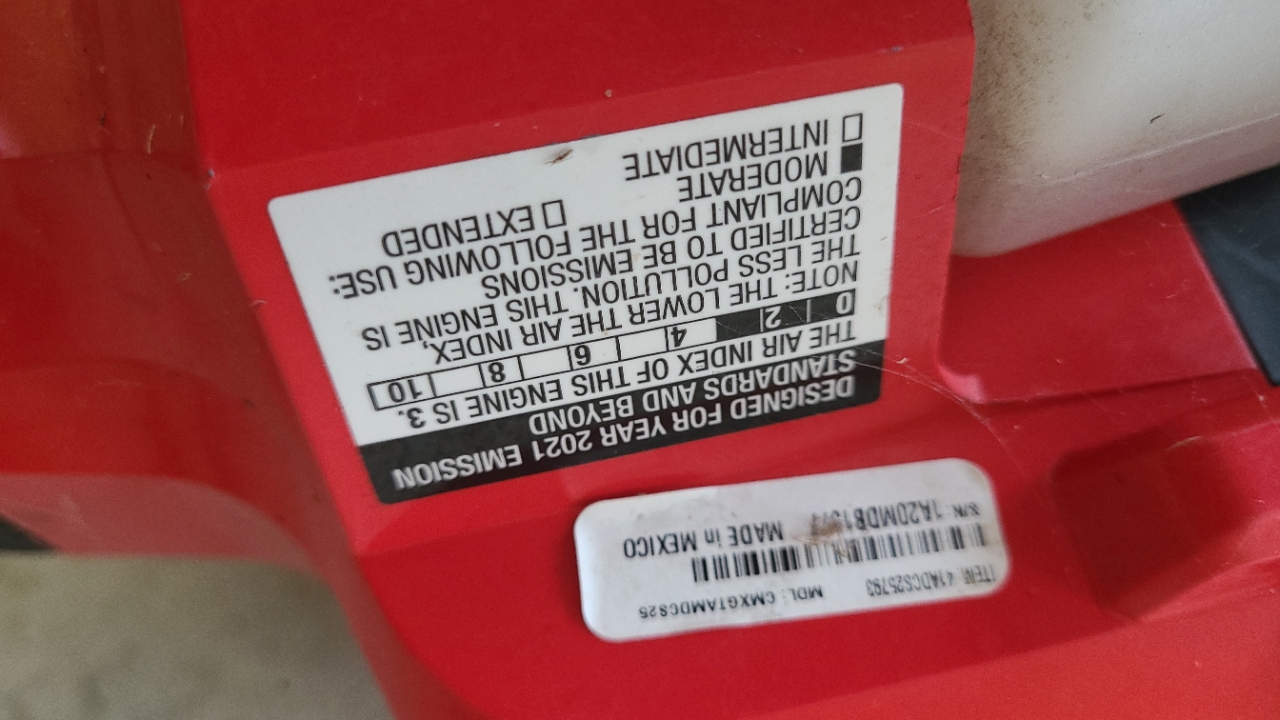 ITEM: 41ADCS25793 MDL: CMXGTAMDCS25
S/N: MADE in MEXICO
DESIGNED FOR YEAR 2021 EMISSION
STANDARDS AND BEYOND
THE AIR INDEX OF THIS ENGINE IS 3.
0 2 4 6 8 10
NOTE: THE LOWER THE AIR INDEX,
THE LESS POLLUTION. THIS ENGINE IS
CERTIFIED TO BE EMISSIONS
COMPLIANT FOR THE FOLLOWING USE:
■ MODERATE □ EXTENDED
□ INTERMEDIATE